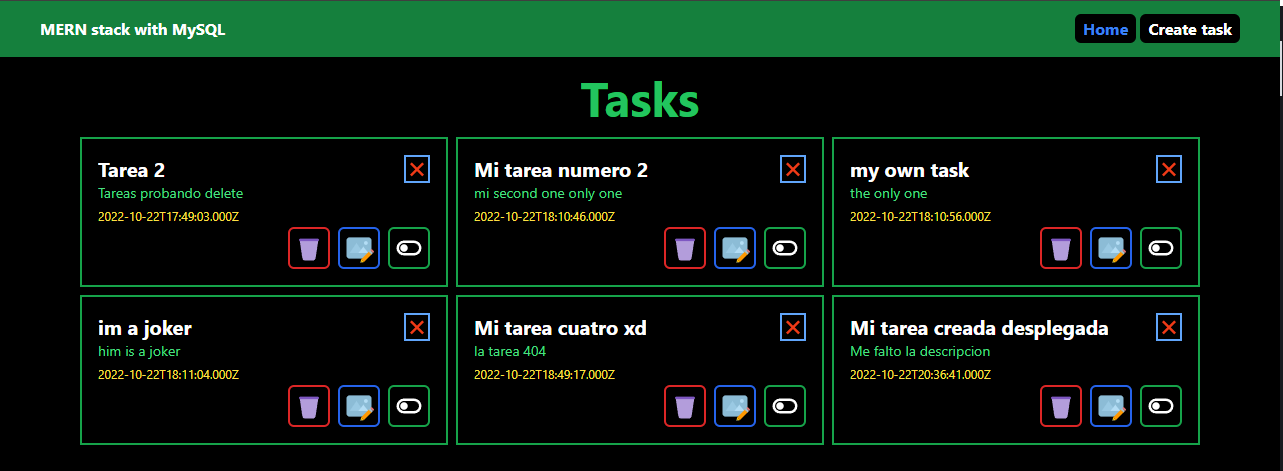 MERN stack with MySQL
Home
Create task
Tasks
Tarea 2
Tareas probando delete
2022-10-22T17:49:03.000Z
Mi tarea numero 2
mi second one only one
2022-10-22T18:10:46.000Z
my own task
the only one
2022-10-22T18:10:56.000Z
im a joker
him is a joker
2022-10-22T18:11:04.000Z
Mi tarea cuatro xd
la tarea 404
2022-10-22T18:49:17.000Z
Mi tarea creada desplegada
Me falto la descripcion
2022-10-22T20:36:41.000Z